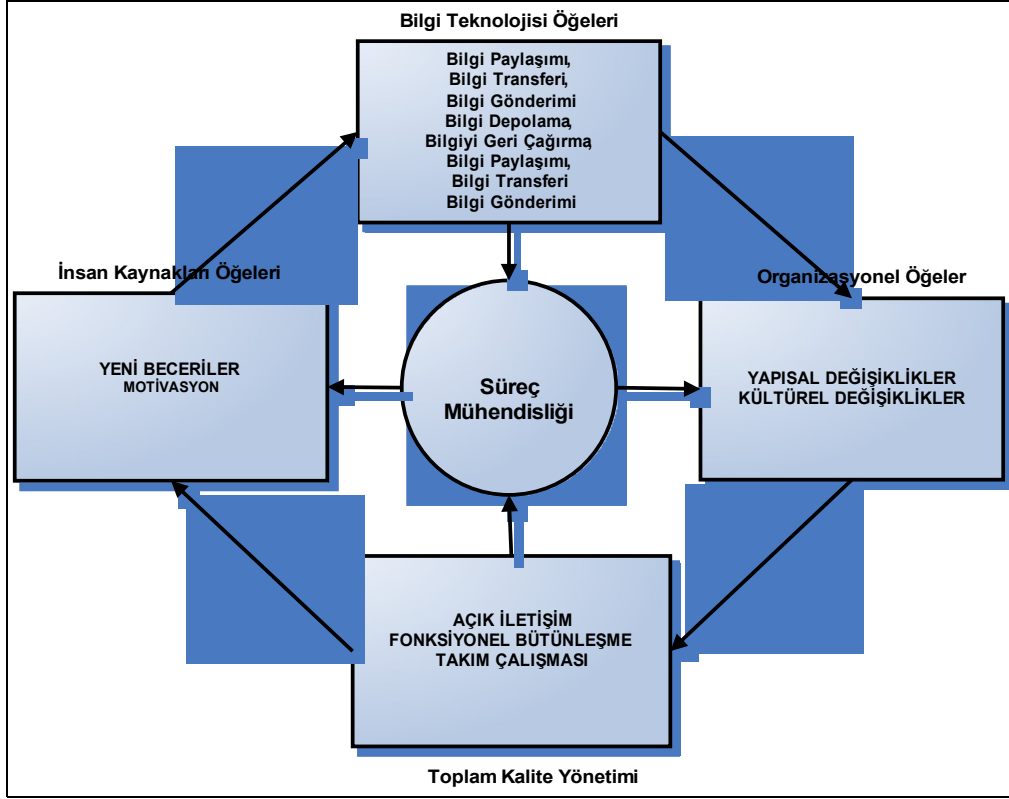 Bilgi Teknolojisi Öğeleri
Bilgi Paylaşımı,
Bilgi Transferi,
Bilgi Gönderimi
Bilgi Depolama,
Bilgiyi Geri Çağırma,
Bilgi Paylaşımı,
Bilgi Transferi
Bilgi Gönderimi
İnsan Kaynakları Öğeleri
YENİ BECERİLER
MOTİVASYON
Süreç
Mühendisliği
Organizasyonel Öğeler
YAPISAL DEĞİŞİKLİKLER
KÜLTÜREL DEĞİŞİKLİKLER
AÇIK İLETİŞİM
FONKSİYONEL BÜTÜNLEŞME
TAKIM ÇALIŞMASI
Toplam Kalite Yönetimi